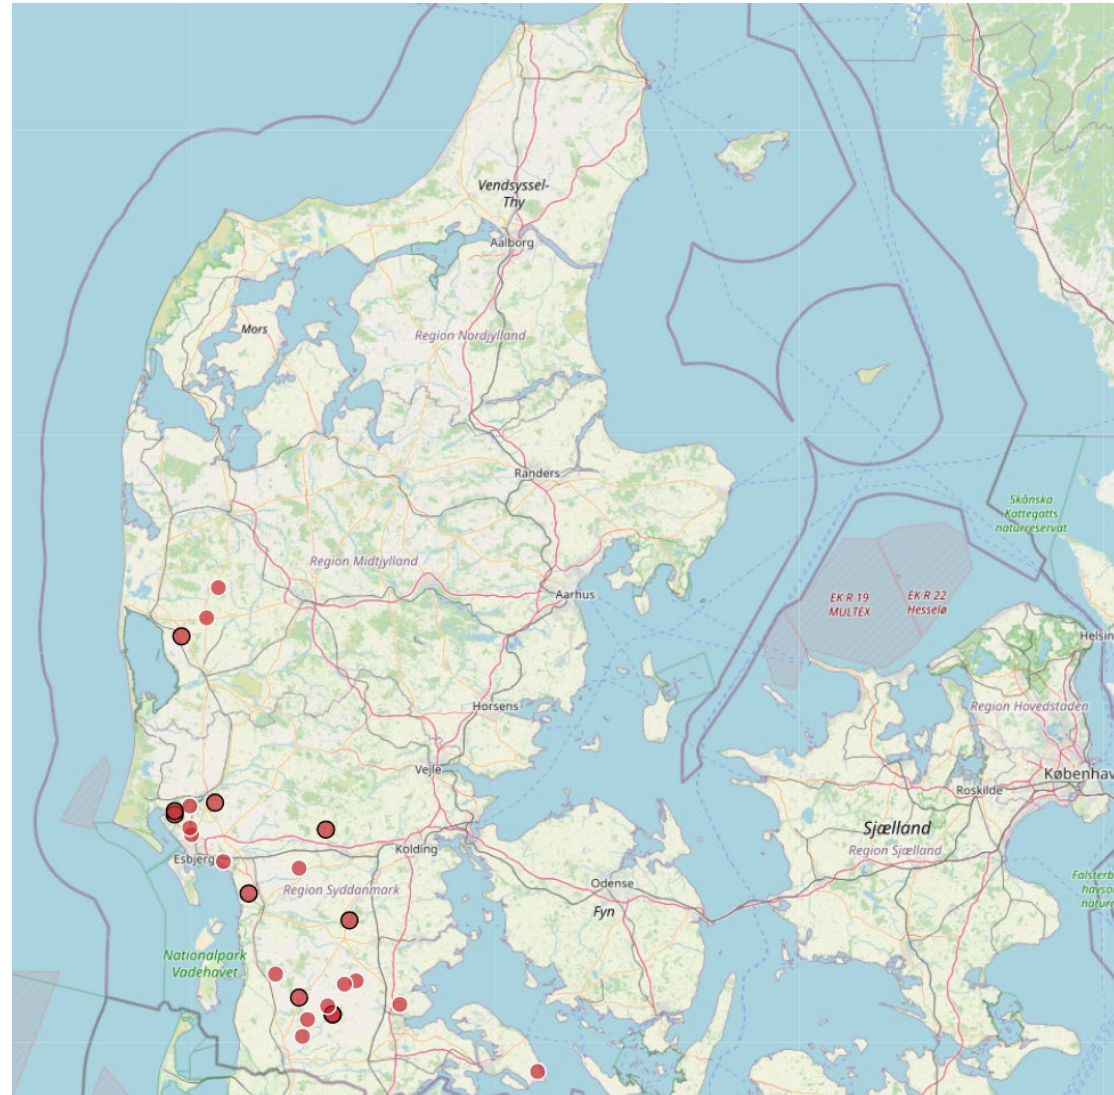 Vendsyssel-
Thy
Aalborg
Mors
Region Nordjylland
Randers
Skånska
Kattegatts
naturreservat
Region Midtjylland
Aarhus
EK R 19
MULTEX
EK R 22
Hesselø
Helsin
Horsens
Region Hovedstaden
Vejle
Københav
Roskilde
Sjælland
Region Sjælland
Kolding
Esbjerg
Region Syddanmark
Odense
Fyn
Falsterb
havso
natur
Nationalpark
Vadehavet